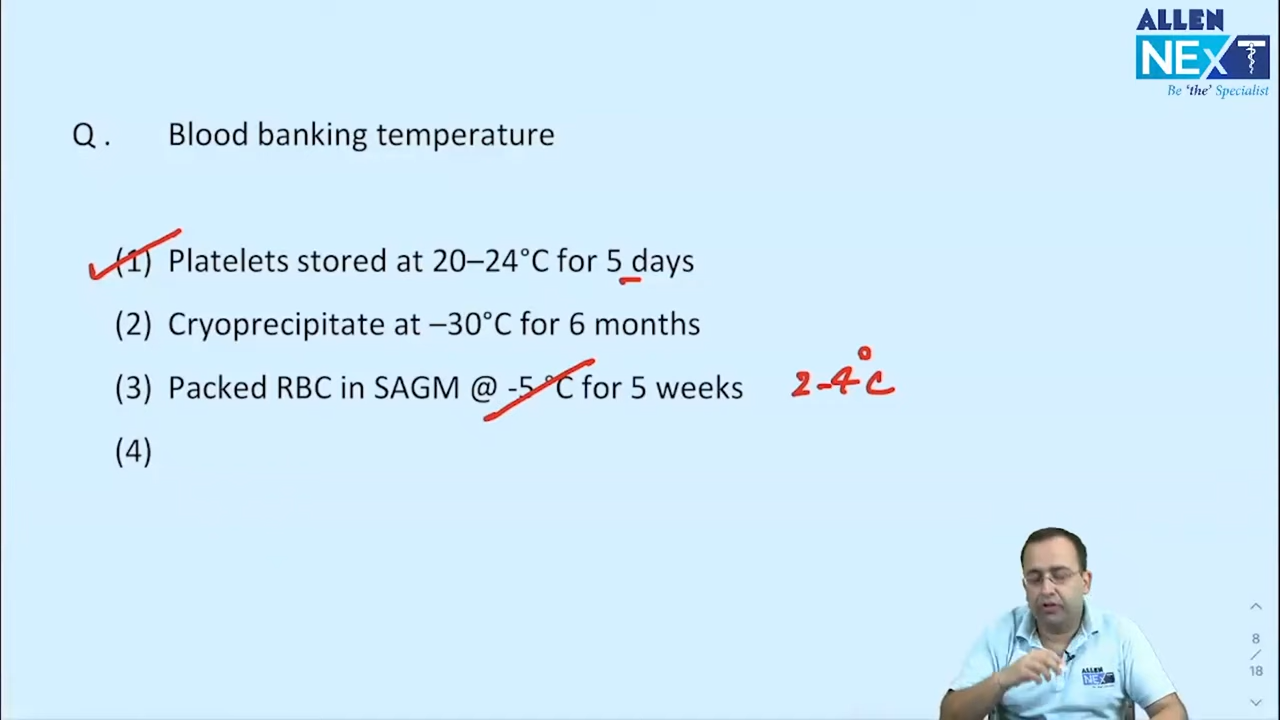 ALLEN
NEXT
Be 'the' Specialist
Q . Blood banking temperature
(1) Platelets stored at 20–24°C for 5 days
(2) Cryoprecipitate at –30°C for 6 months
(3) Packed RBC in SAGM @ -5 °C for 5 weeks 2-4°C
(4)
ALLEN
NEXT
8
/
18